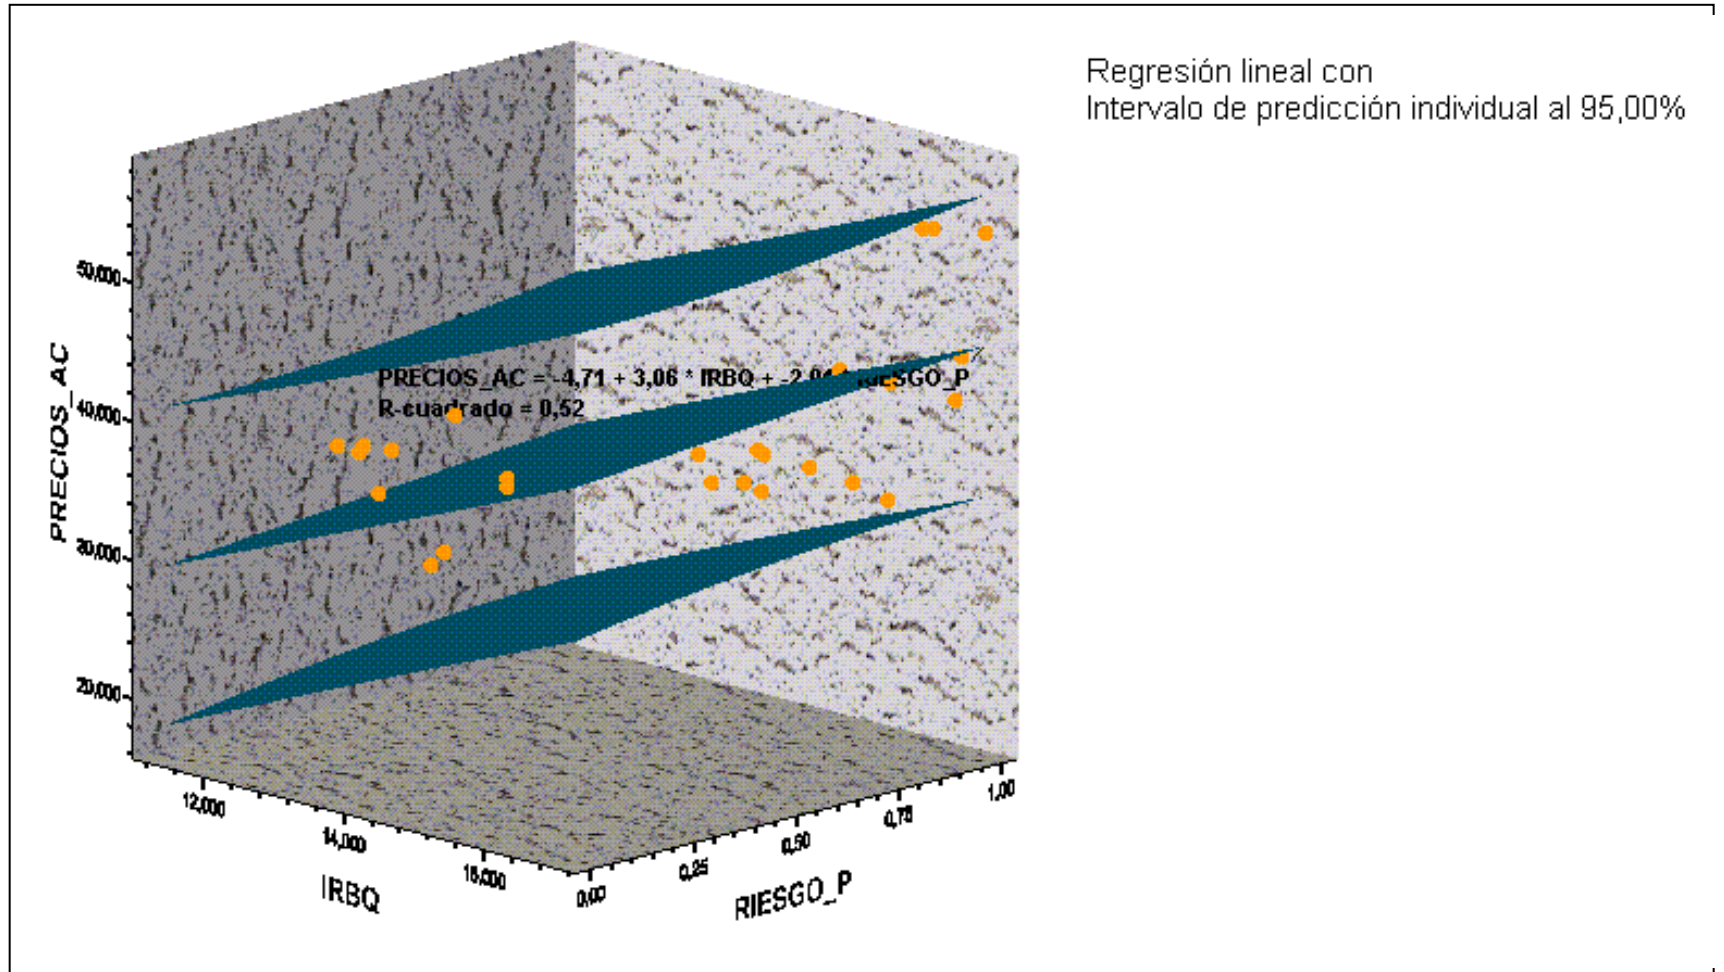 Regresión lineal con
Intervalo de predicción individual al 95,00%
50,000
PRECIOS_AC = -4,71 + 3,06 * IRBQ + RIESGO_P
R-cuadrado = 0,52
40,000
30,000
20,000
PRECIOS_AC
12,000
14,000
16,000
IRBQ
0,00
0,25
0,50
0,75
1,00
RIESGO_P